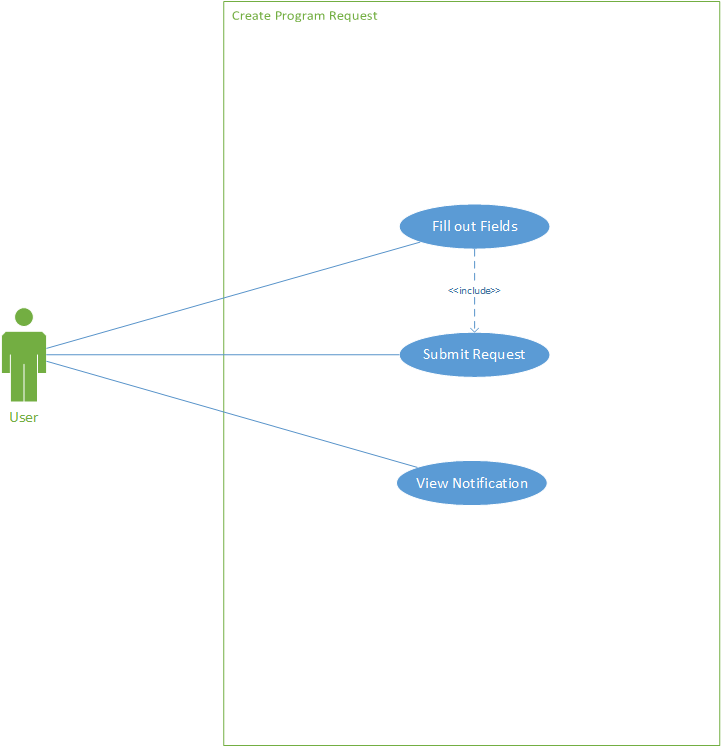 Create Program Request
Fill out Fields
<<include>>
Submit Request
User
View Notification